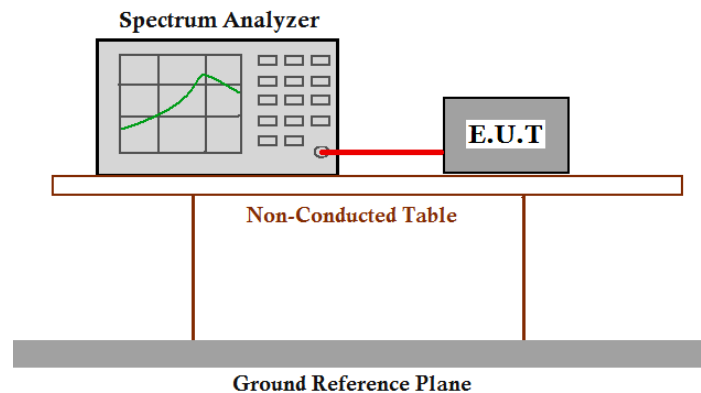 Spectrum Analyzer
E.U.T
Non-Conducted Table
Ground Reference Plane